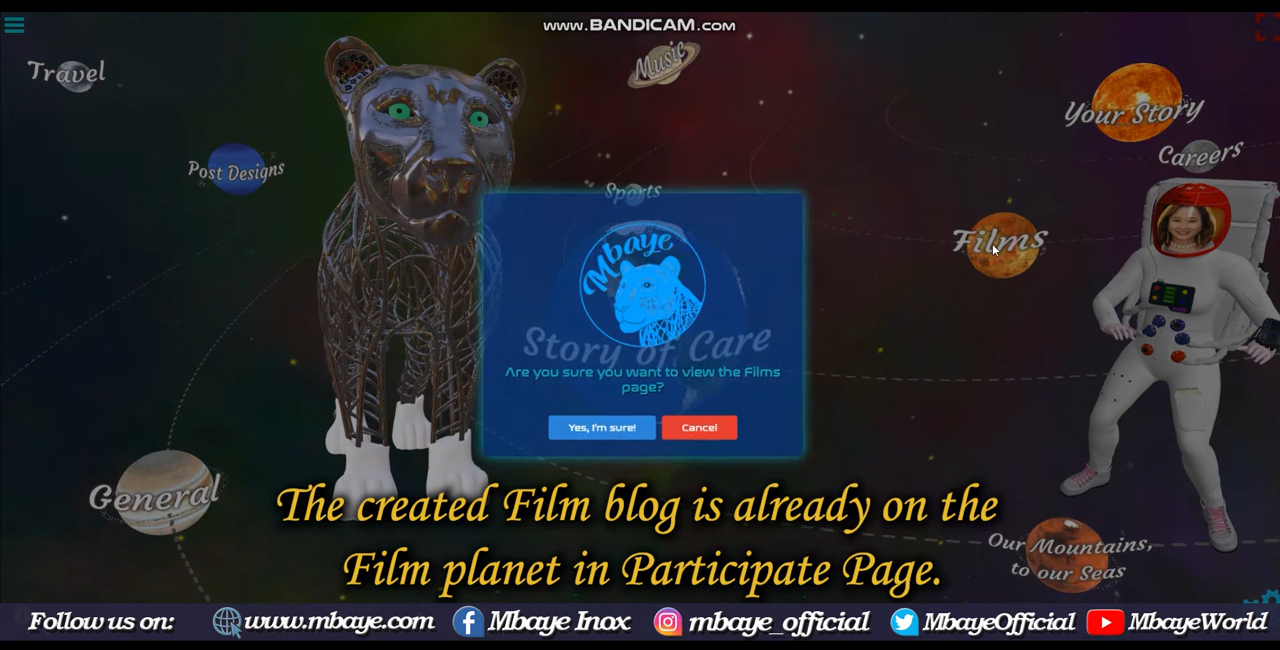 www.BANDICAM.com
Travel
Music
Your Story
Careers
Post Designs
Sports
Films
Mbaye
Story of Care
Are you sure you want to view the Films
page?
Yes, I'm sure!
Cancel
General
The created Film blog is already on the
Film planet in Participate Page.
Our Mountains,
to our Seas
Follow us on: www.mbaye.com Mbaye Inox mbaye_official MbayeOfficial MbayeWorld